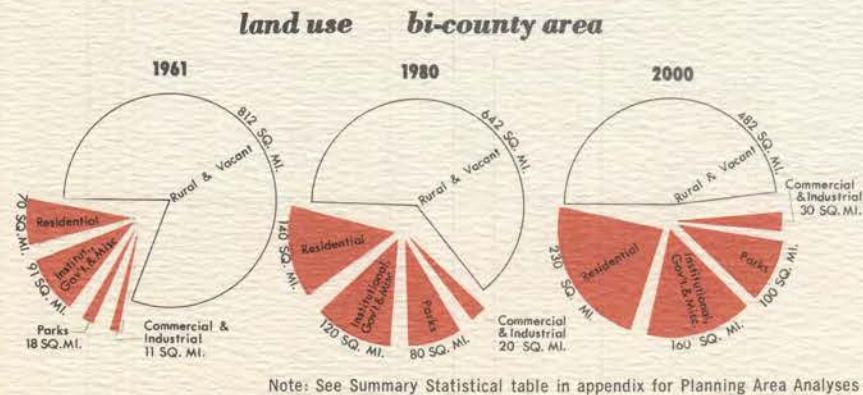 land use bi-county area
1961
812 SQ. MI.
Rural & Vacant
70 SQ. MI.
Residential
91 SQ. MI.
Institut.,
Gov't. & Misc
Parks
18 SQ. MI.
Commercial &
Industrial
11 SQ. MI.
1980
642 SQ. MI.
Rural & Vacant
140 SQ. MI.
Residential
120 SQ. MI.
Institutional,
Gov't. & Misc.
80 SQ. MI.
Parks
Commercial
& Industrial
20 SQ. MI.
2000
482 SQ. MI.
Rural & Vacant
Commercial
& Industrial
30 SQ. MI.
Parks
100 SQ. MI.
230 SQ. MI.
Residential
Institutional,
Gov't. & Misc.
160 SQ. MI.
Note: See Summary Statistical table in appendix for Planning Area Analyses